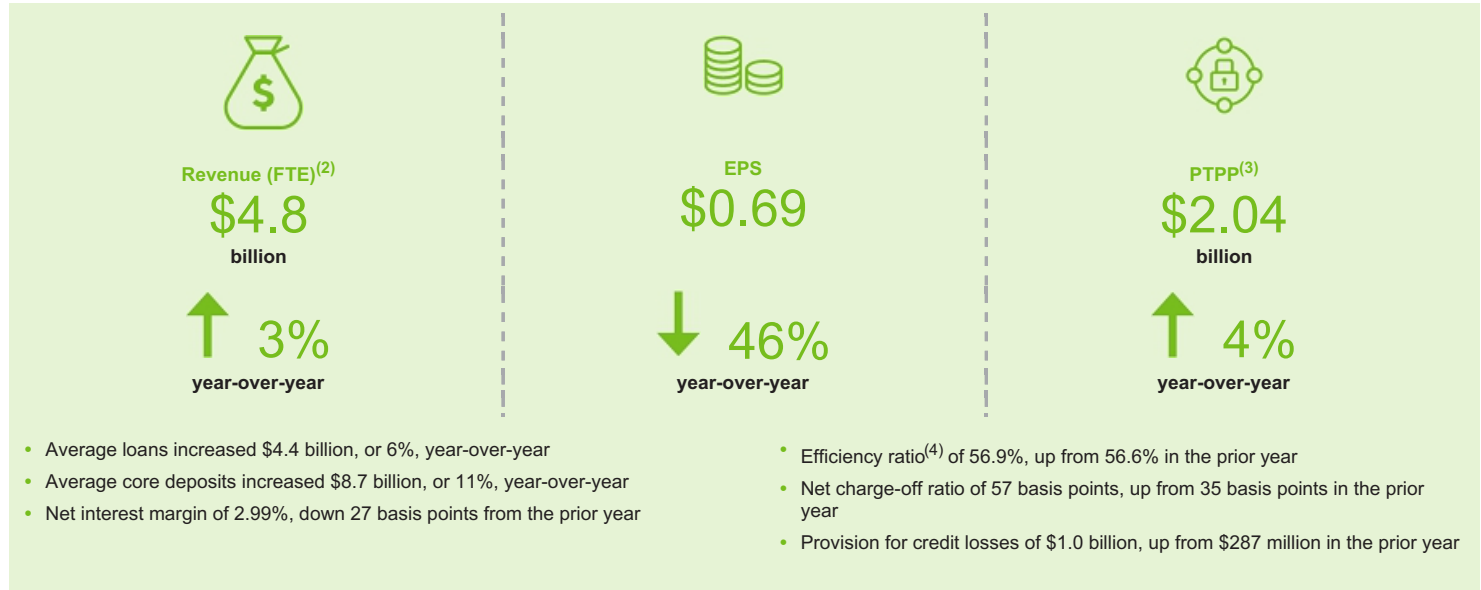 $
Revenue (FTE)(2)
$4.8
billion
3%
year-over-year
EPS
$0.69
46%
year-over-year
PTPP(3)
$2.04
billion
4%
year-over-year
• Average loans increased $4.4 billion, or 6%, year-over-year
• Average core deposits increased $8.7 billion, or 11%, year-over-year
• Net interest margin of 2.99%, down 27 basis points from the prior year
• Efficiency ratio(4) of 56.9%, up from 56.6% in the prior year
• Net charge-off ratio of 57 basis points, up from 35 basis points in the prior
year
• Provision for credit losses of $1.0 billion, up from $287 million in the prior year